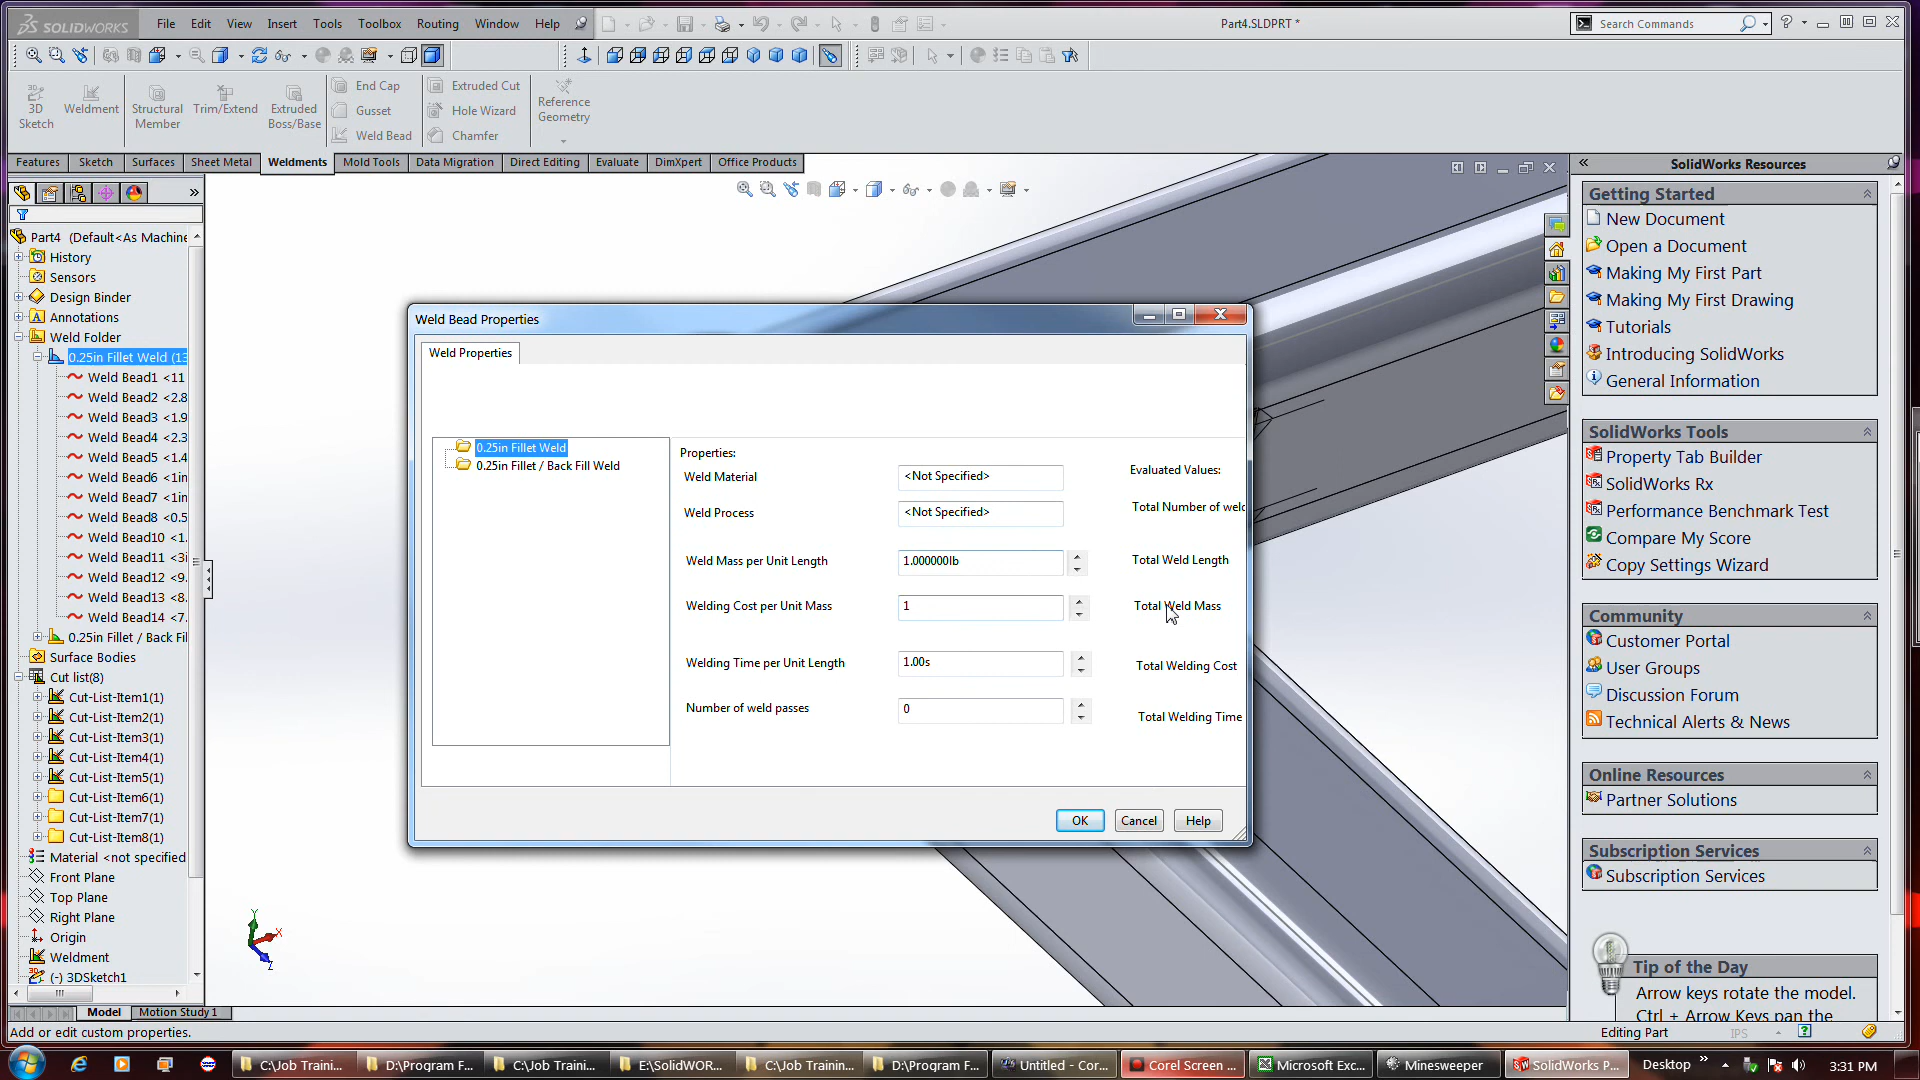 SOLIDWORKS File Edit View Insert Tools Toolbox Routing Window Help Part4.SLDPRT * Search Commands
3D Sketch
Weldment
Structural Member
Trim/Extend
Extruded Boss/Base
End Cap
Gusset
Weld Bead
Extruded Cut
Hole Wizard
Chamfer
Reference Geometry
Features Sketch Surfaces Sheet Metal Weldments Mold Tools Data Migration Direct Editing Evaluate DimXpert Office Products
Part4 (Default<As Machine
History
Sensors
Design Binder
Annotations
Weld Folder
0.25in Fillet Weld (13
Weld Bead1 <11
Weld Bead2 <2.8
Weld Bead3 <1.9
Weld Bead4 <2.3
Weld Bead5 <1.4
Weld Bead6 <1in
Weld Bead7 <1in
Weld Bead8 <0.5
Weld Bead10 <1.
Weld Bead11 <3i
Weld Bead12 <9.
Weld Bead13 <8.
Weld Bead14 <7.
0.25in Fillet / Back Fil
Surface Bodies
Cut list(8)
Cut-List-Item1(1)
Cut-List-Item2(1)
Cut-List-Item3(1)
Cut-List-Item4(1)
Cut-List-Item5(1)
Cut-List-Item6(1)
Cut-List-Item7(1)
Cut-List-Item8(1)
Material <not specified
Front Plane
Top Plane
Right Plane
Origin
Weldment
(-) 3DSketch1
Weld Bead Properties
Weld Properties
0.25in Fillet Weld
0.25in Fillet / Back Fill Weld
Properties:
Weld Material <Not Specified>
Weld Process <Not Specified>
Weld Mass per Unit Length 1.000000lb
Welding Cost per Unit Mass 1
Welding Time per Unit Length 1.00s
Number of weld passes 0
Evaluated Values:
Total Number of weld
Total Weld Length
Total Weld Mass
Total Welding Cost
Total Welding Time
OK Cancel Help
Y
X
Z
SolidWorks Resources
Getting Started
New Document
Open a Document
Making My First Part
Making My First Drawing
Tutorials
Introducing SolidWorks
General Information
SolidWorks Tools
Property Tab Builder
SolidWorks Rx
Performance Benchmark Test
Compare My Score
Copy Settings Wizard
Community
Customer Portal
User Groups
Discussion Forum
Technical Alerts & News
Online Resources
Partner Solutions
Subscription Services
Subscription Services
Tip of the Day
Arrow keys rotate the model.
Ctrl + Arrow Keys pan the
Model Motion Study 1
Add or edit custom properties. Editing Part IPS
C:\Job Traini... D:\Program F... C:\Job Traini... E:\SolidWOR... C:\Job Trainin... D:\Program F... Untitled - Cor... Corel Screen ... Microsoft Exc... Minesweeper SolidWorks P... Desktop 3:31 PM